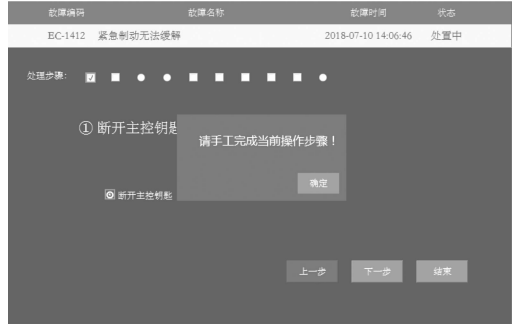 故障编码 故障名称 故障时间 状态
EC-1412 紧急制动无法缓解 2018-07-10 14:06:46 处置中
处理步骤:
① 断开主控钥匙
请手工完成当前操作步骤！
确定
断开主控钥匙
上一步 下一步 结束